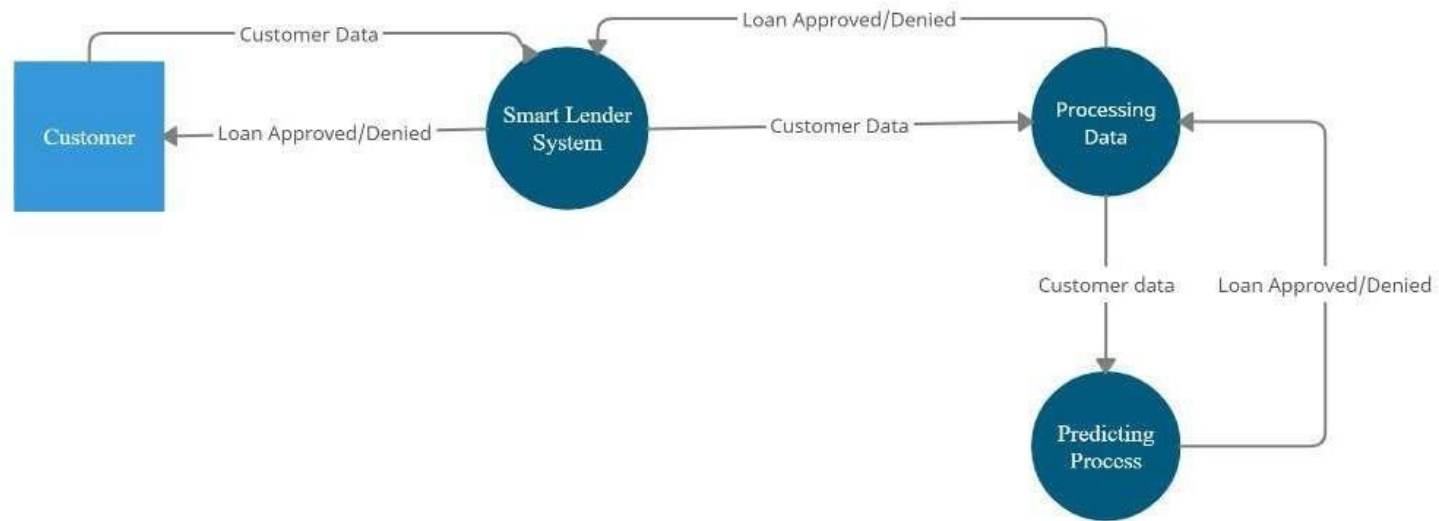 Customer Data
Loan Approved/Denied
Customer
Loan Approved/Denied
Smart Lender
System
Customer Data
Processing
Data
Customer data
Loan Approved/Denied
Predicting
Process